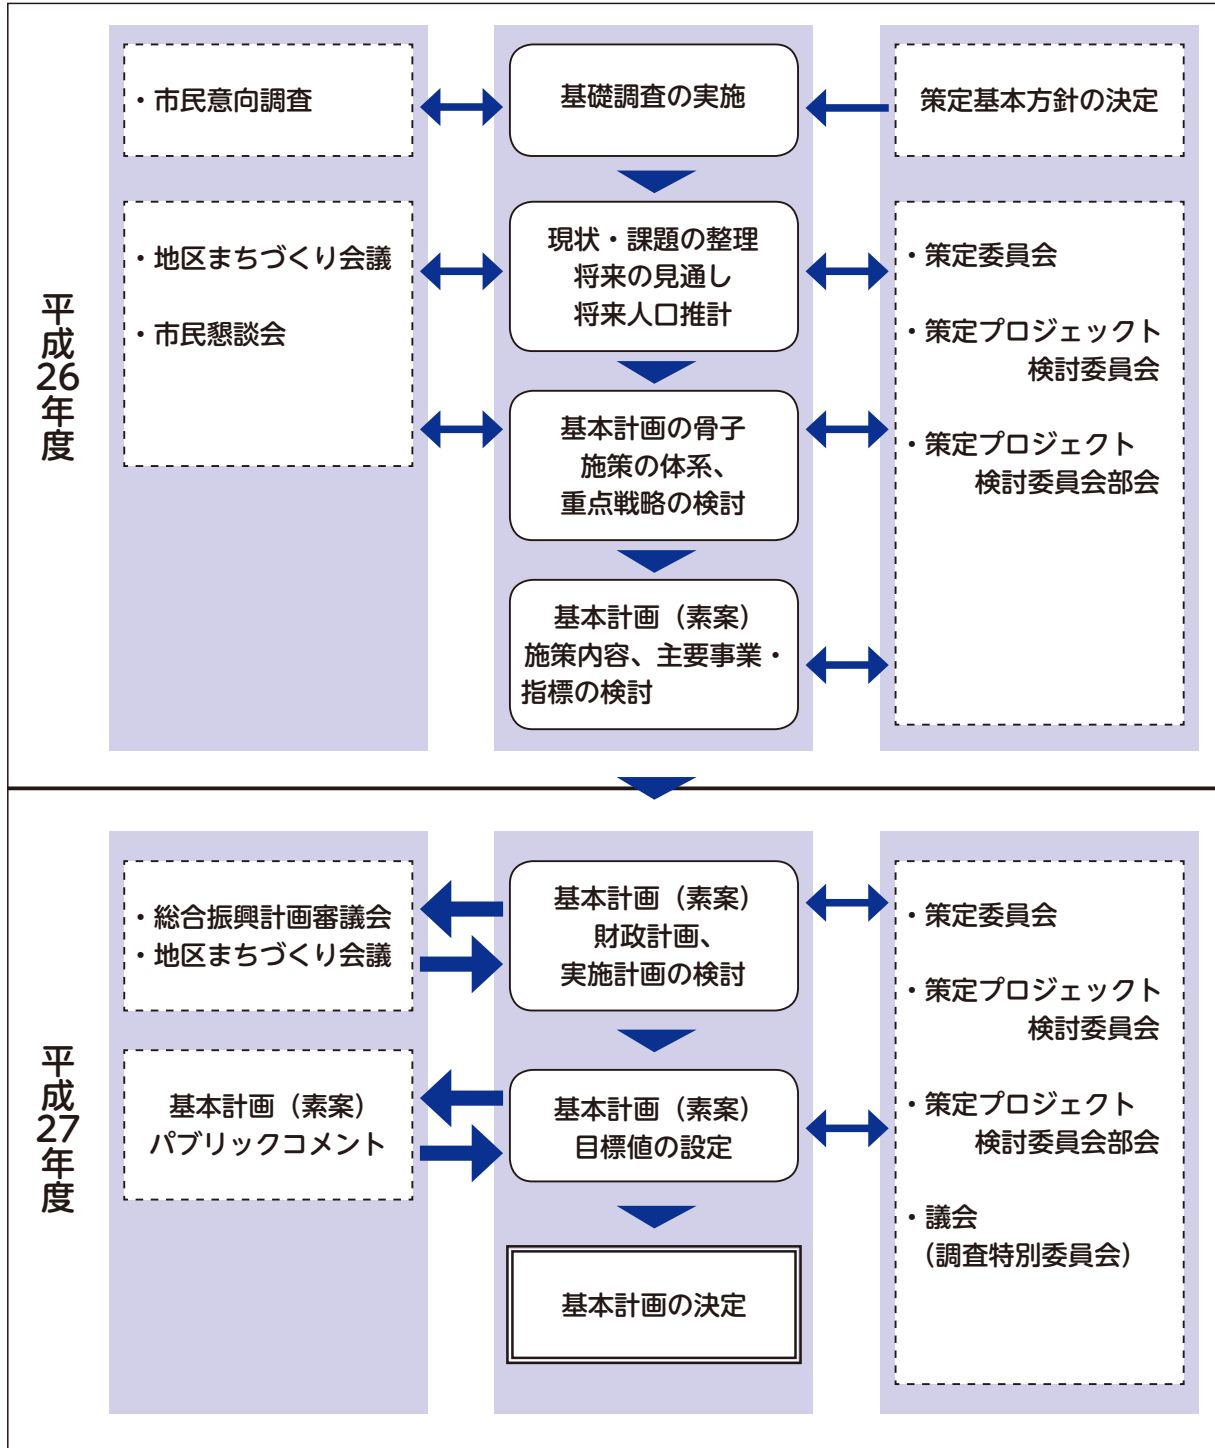 平成26年度
・市民意向調査
基礎調査の実施
策定基本方針の決定
・地区まちづくり会議
・市民懇談会
現状・課題の整理
将来の見通し
将来人口推計
・策定委員会
・策定プロジェックト
検討委員会
・策定プロジェクト
検討委員会部会
基本計画の骨子
施策の体系、
重点戦略の検討
基本計画（素案）
施策内容、主要事業・
指標の検討
平成27年度
・総合振興計画審議会
・地区まちづくり会議
基本計画（素案）
財政計画、
実施計画の検討
・策定委員会
・策定プロジェックト
検討委員会
・策定プロジェクト
検討委員会部会
・議会
（調査特別委員会）
基本計画（素案）
パブリックコメント
基本計画（素案）
目標値の設定
基本計画の決定